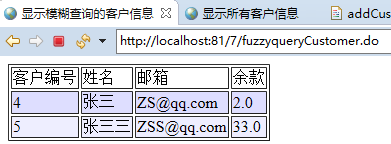 显示模糊查询的客户信息 显示所有客户信息 addCus
http://localhost:81/7/fuzzyqueryCustomer.do
客户编号 姓名 邮箱 余款
4 张三 ZS@qq.com 2.0
5 张三三 ZSS@qq.com 33.0